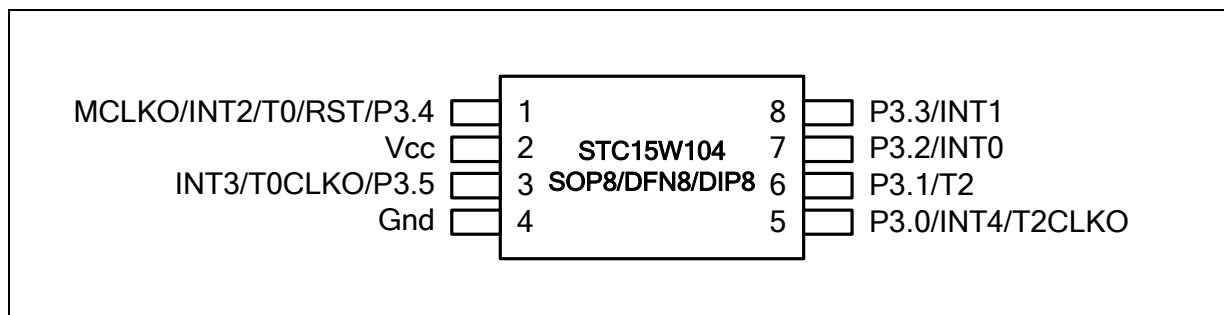 MCLKO/INT2/T0/RST/P3.4 1 8 P3.3/INT1
Vcc 2 STC15W104 7 P3.2/INT0
INT3/T0CLKO/P3.5 3 SOP8/DFN8/DIP8 6 P3.1/T2
Gnd 4 5 P3.0/INT4/T2CLKO